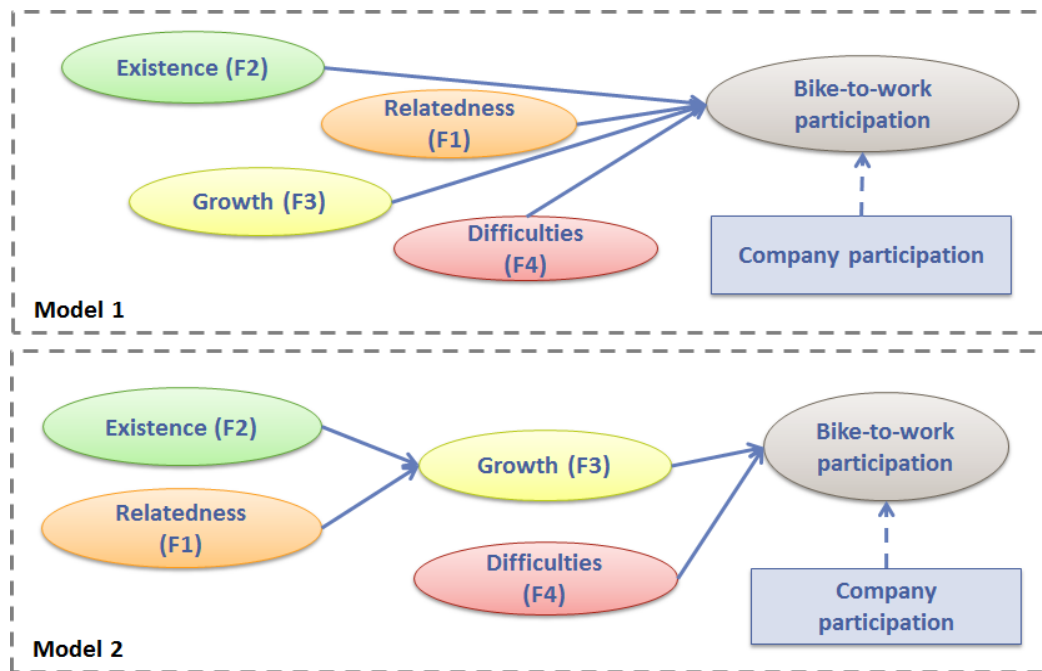 Existence (F2)
Relatedness
(F1)
Growth (F3)
Difficulties
(F4)
Bike-to-work
participation
Company participation
Model 1
Existence (F2)
Relatedness
(F1)
Growth (F3)
Difficulties
(F4)
Bike-to-work
participation
Company
participation
Model 2